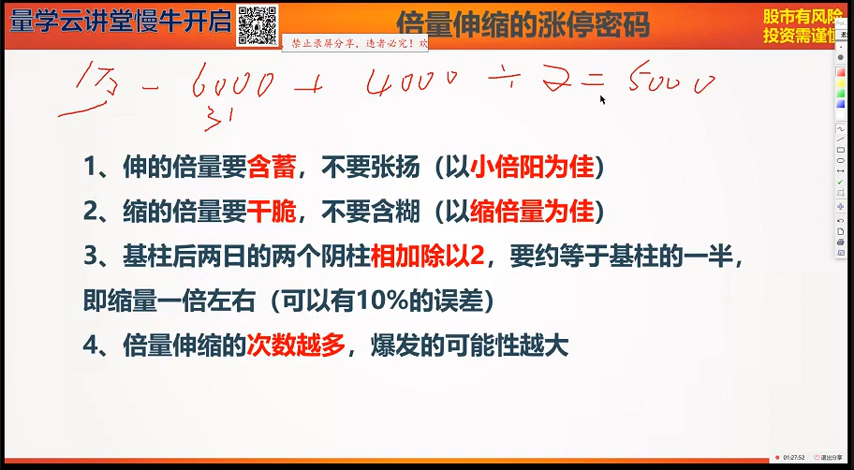 量学云讲堂慢牛开启
倍量伸缩的涨停密码
股市有风险
投资需谨慎
禁止录屏分享，违者必究！欢
1万 - 6000 + 4000 ÷ 2 = 5000
31
1、伸的倍量要含蓄，不要张扬（以小倍阳为佳）
2、缩的倍量要干脆，不要含糊（以缩倍量为佳）
3、基柱后两日的两个阴柱相加除以2，要约等于基柱的一半，
即缩量一倍左右（可以有10%的误差）
4、倍量伸缩的次数越多，爆发的可能性越大
01:27:52
退出分享